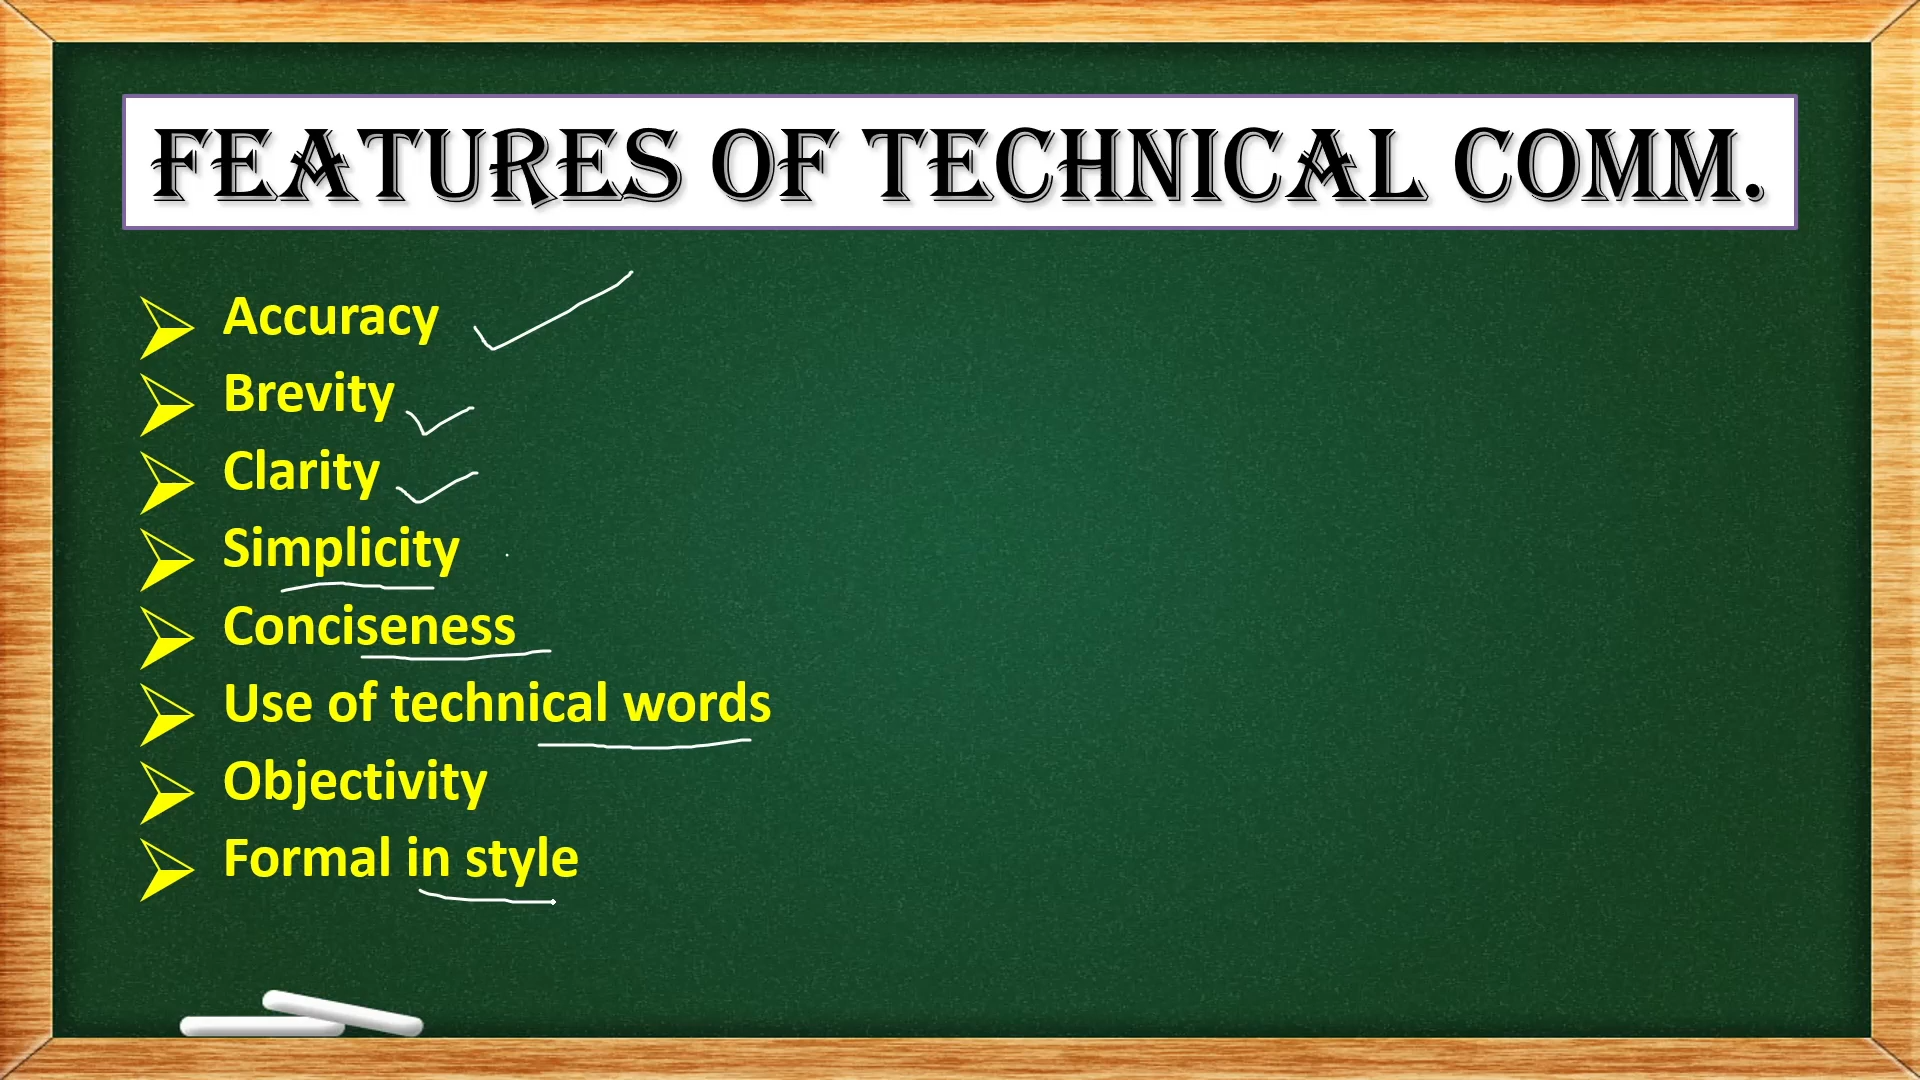 FEATURES OF TECHNICAL COMM.
Accuracy
Brevity
Clarity
Simplicity
Conciseness
Use of technical words
Objectivity
Formal in style